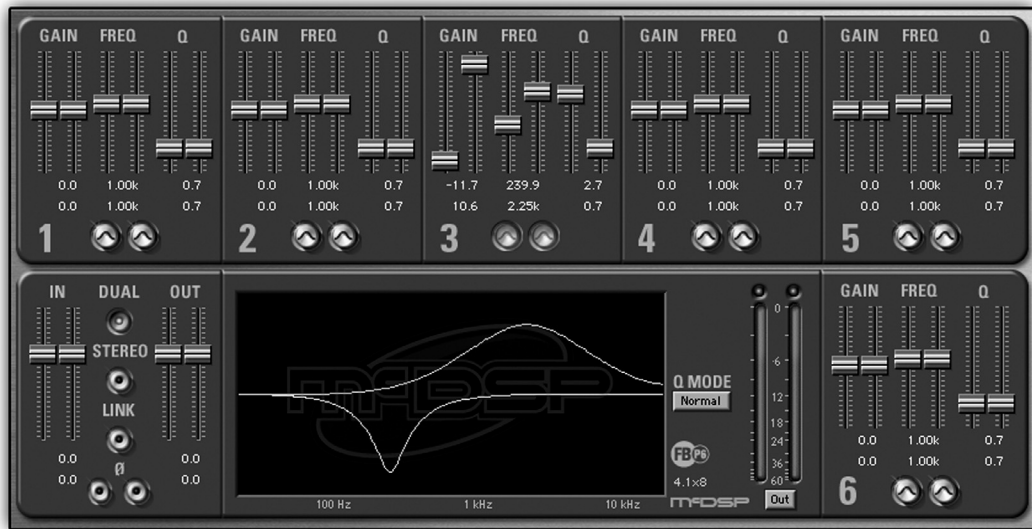 GAIN FREQ Q
0.0 1.00k 0.7
0.0 1.00k 0.7
1
GAIN FREQ Q
0.0 1.00k 0.7
0.0 1.00k 0.7
2
GAIN FREQ Q
-11.7 239.9 2.7
10.6 2.25k 0.7
3
GAIN FREQ Q
0.0 1.00k 0.7
0.0 1.00k 0.7
4
GAIN FREQ Q
0.0 1.00k 0.7
0.0 1.00k 0.7
5
IN DUAL OUT
STEREO
LINK
Ø
0.0 0.0
0.0 0.0
McDSP
100 Hz 1 kHz 10 kHz
Q MODE
Normal
FB P6
4.1x8
McDSP
0
-6
12
18
24
36
60
Out
GAIN FREQ Q
0.0 1.00k 0.7
0.0 1.00k 0.7
6